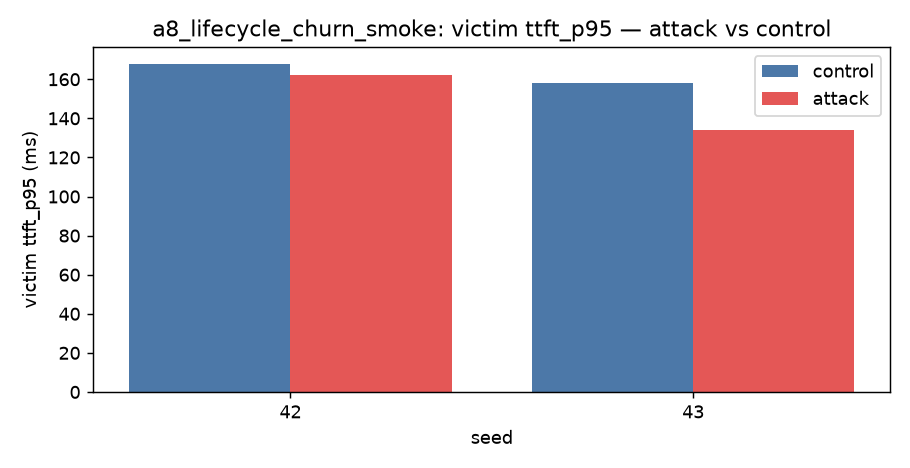 a8_lifecycle_churn_smoke: victim ttft_p95 — attack vs control
victim ttft_p95 (ms)
160
140
120
100
80
60
40
20
0
control
attack
42
43
seed